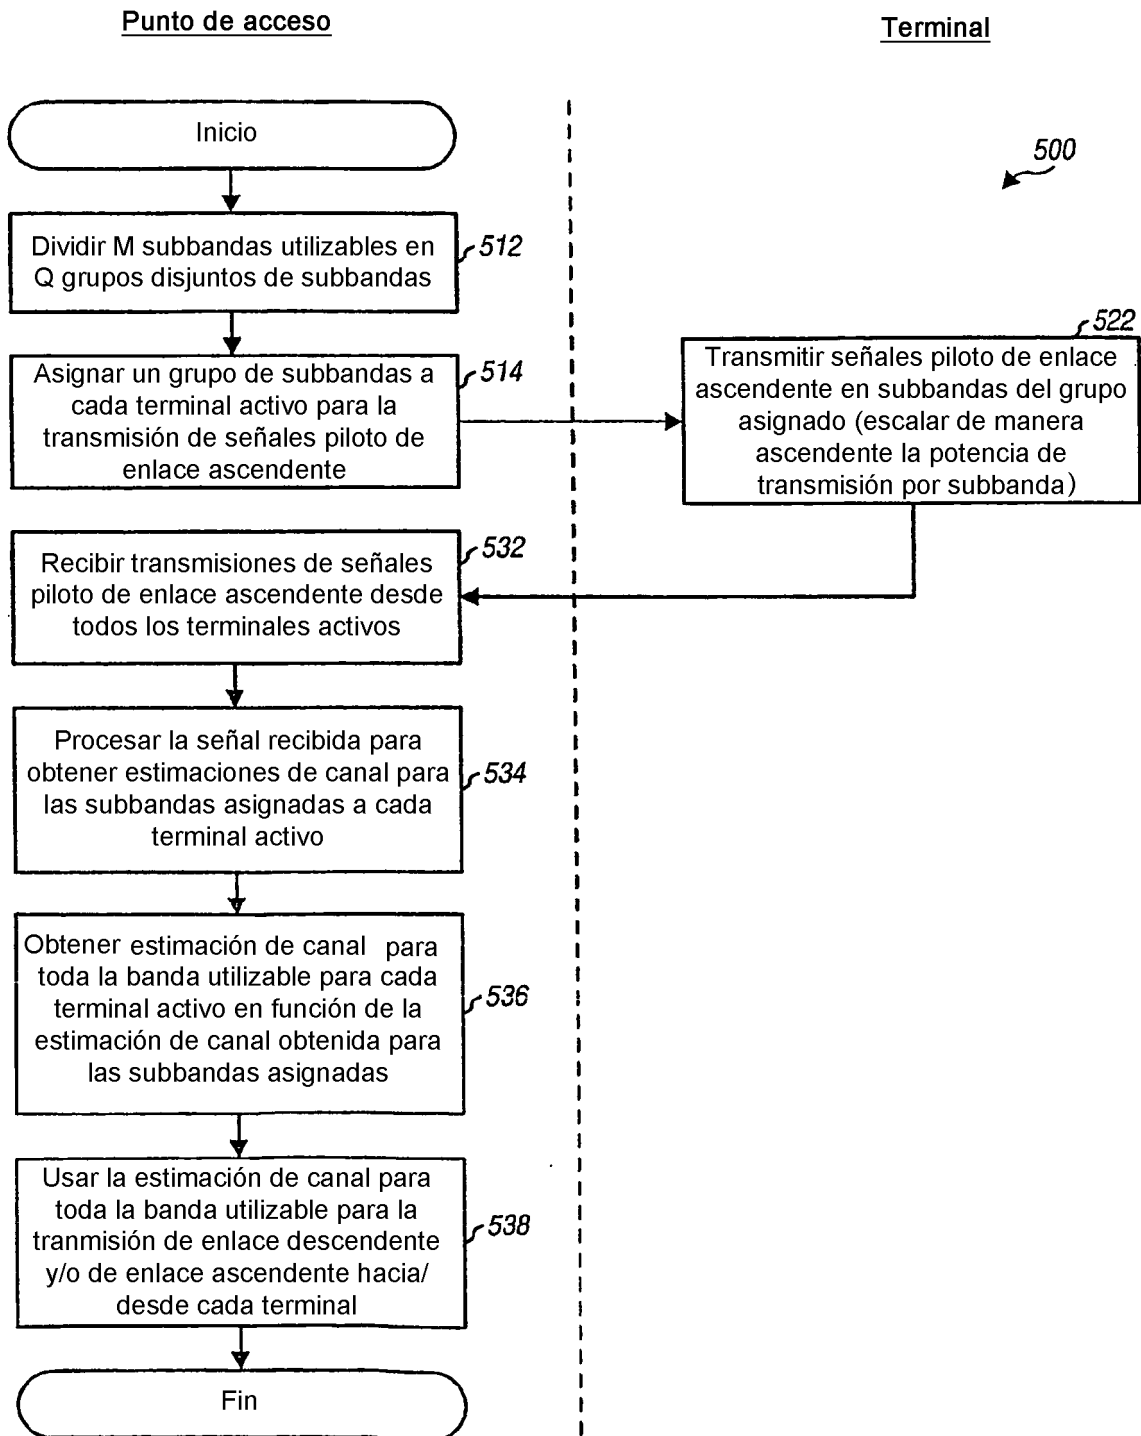 Punto de acceso
Terminal
Inicio
500
Dividir M subbandas utilizables en
Q grupos disjuntos de subbandas
512
Asignar un grupo de subbandas a
cada terminal activo para la
transmisión de señales piloto de
enlace ascendente
514
522
Transmitir señales piloto de enlace
ascendente en subbandas del grupo
asignado (escalar de manera
ascendente la potencia de
transmisión por subbanda)
Recibir transmisiones de señales
piloto de enlace ascendente desde
todos los terminales activos
532
Procesar la señal recibida para
obtener estimaciones de canal para
las subbandas asignadas a cada
terminal activo
534
Obtener estimación de canal para
toda la banda utilizable para cada
terminal activo en función de la
estimación de canal obtenida para
las subbandas asignadas
536
Usar la estimación de canal para
toda la banda utilizable para la
tranmisión de enlace descendente
y/o de enlace ascendente hacia/
desde cada terminal
538
Fin